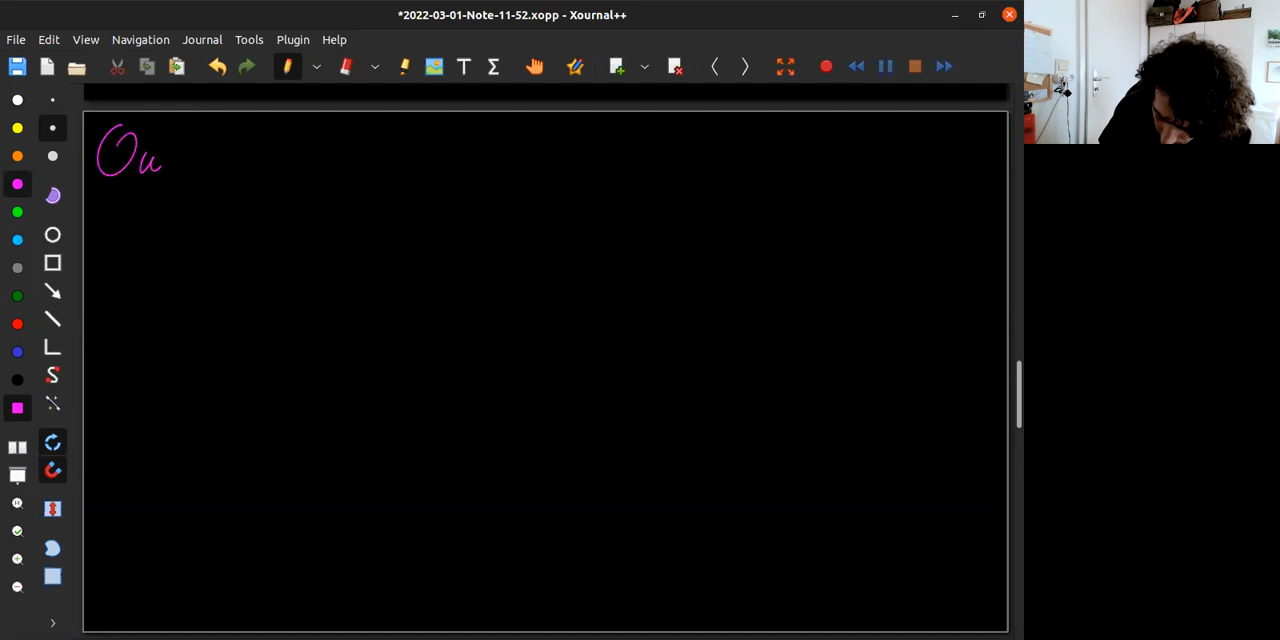 *2022-03-01-Note-11-52.xopp - Xournal++
File Edit View Navigation Journal Tools Plugin Help
Ou